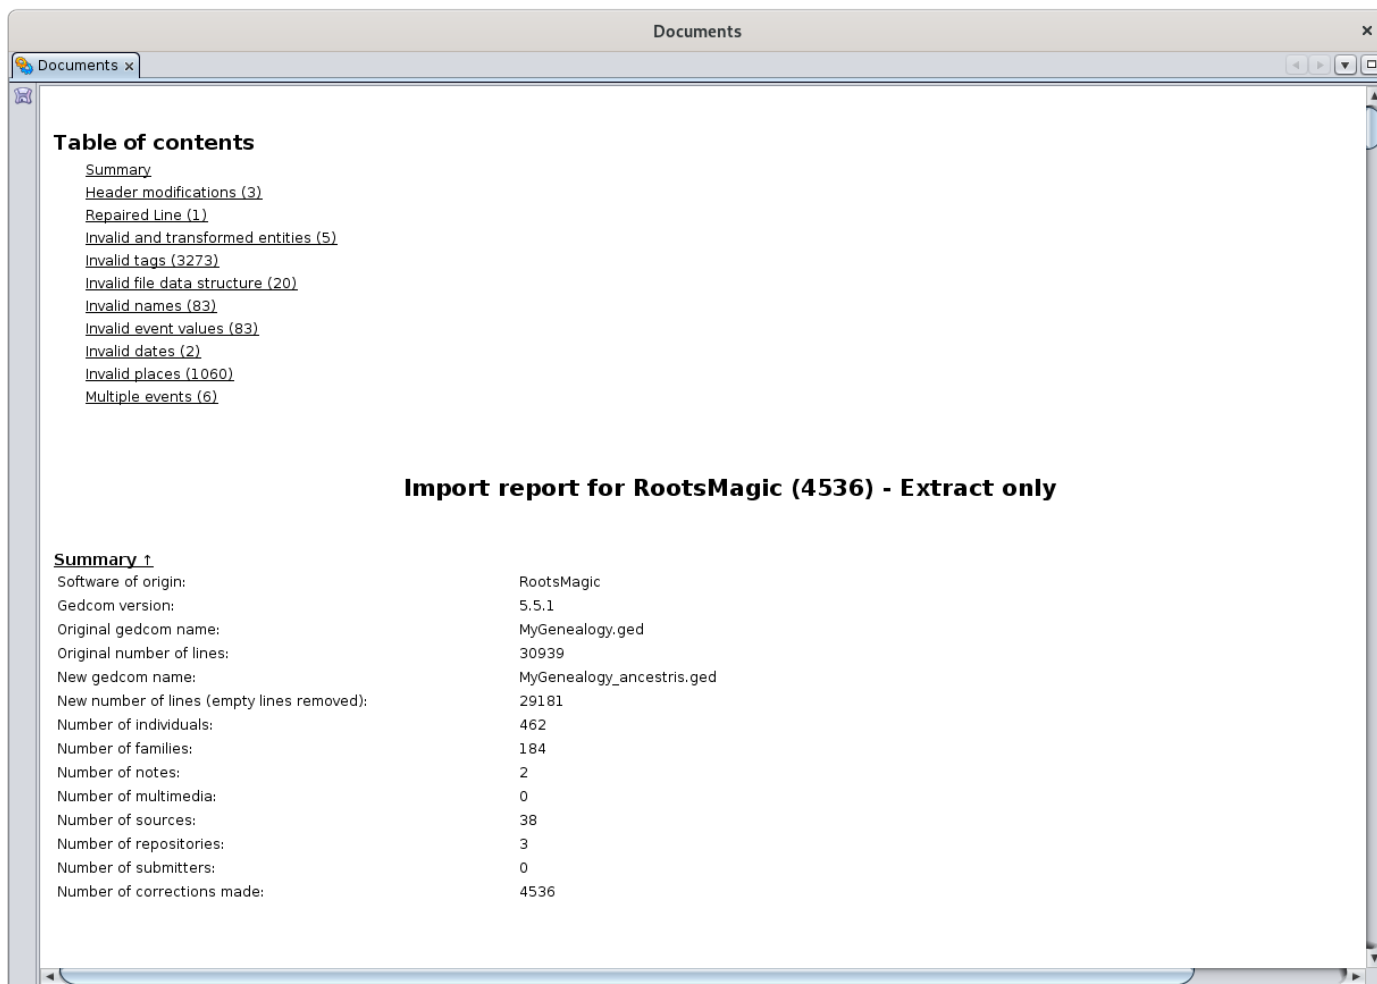 Documents
Documents
Table of contents
Summary
Header modifications (3)
Repaired Line (1)
Invalid and transformed entities (5)
Invalid tags (3273)
Invalid file data structure (20)
Invalid names (83)
Invalid event values (83)
Invalid dates (2)
Invalid places (1060)
Multiple events (6)
Import report for RootsMagic (4536) - Extract only
Summary ↑
Software of origin: RootsMagic
Gedcom version: 5.5.1
Original gedcom name: MyGenealogy.ged
Original number of lines: 30939
New gedcom name: MyGenealogy_ancestris.ged
New number of lines (empty lines removed): 29181
Number of individuals: 462
Number of families: 184
Number of notes: 2
Number of multimedia: 0
Number of sources: 38
Number of repositories: 3
Number of submitters: 0
Number of corrections made: 4536